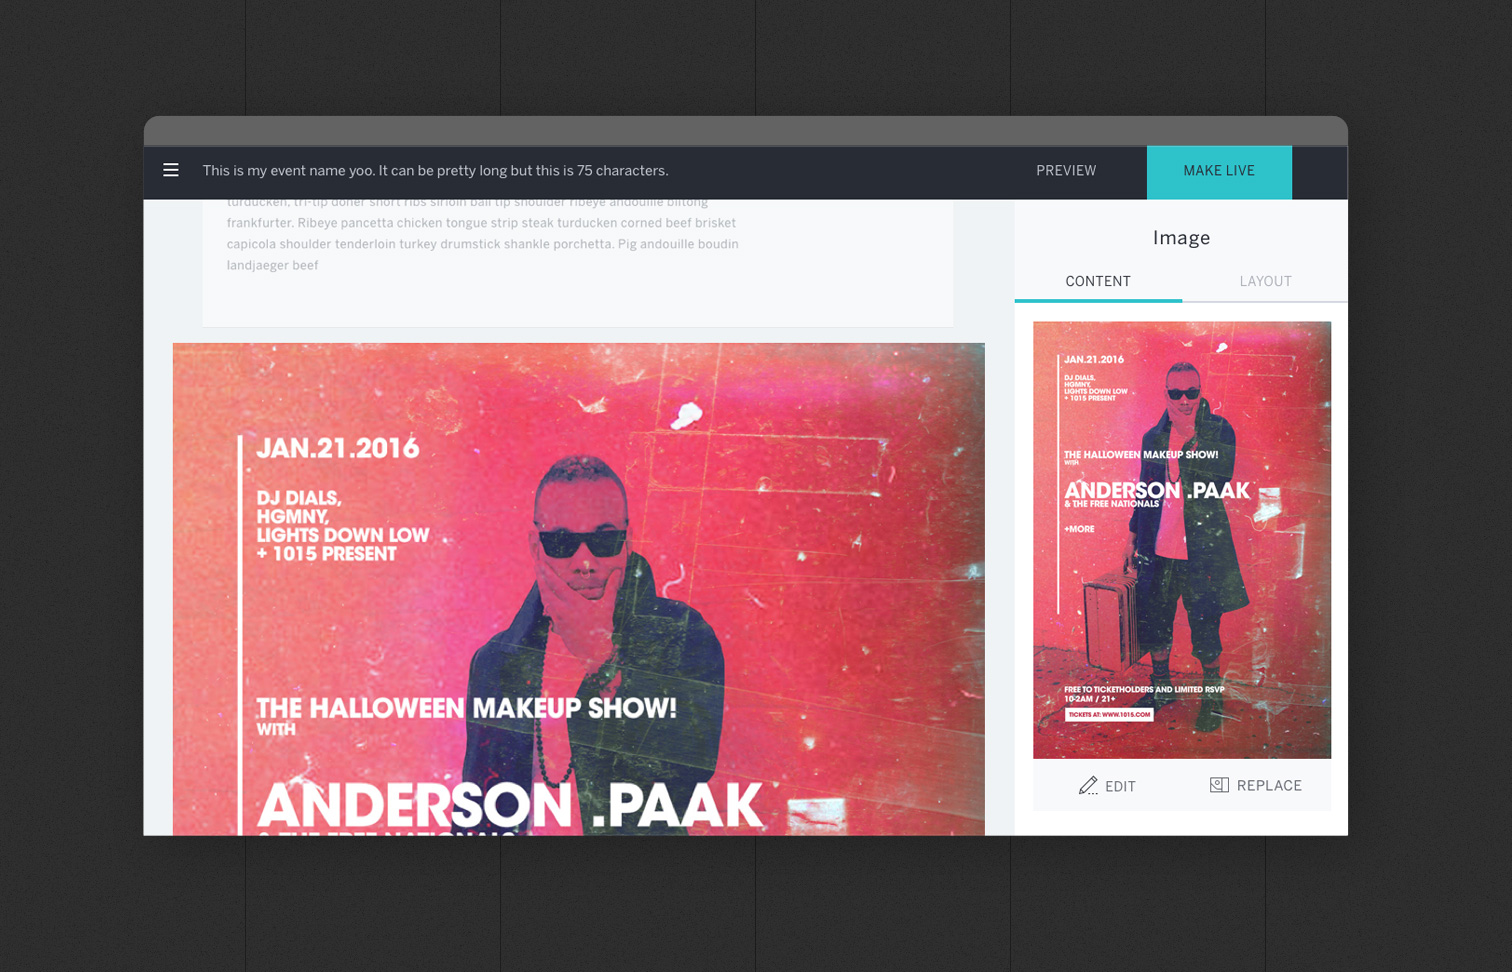 This is my event name yoo. It can be pretty long but this is 75 characters.
PREVIEW
MAKE LIVE
turducken, tri-tip doner short ribs sirloin ball tip shoulder ribeye andouille biltong
frankfurter. Ribeye pancetta chicken tongue strip steak turducken corned beef brisket
capicola shoulder tenderloin turkey drumstick shankle porchetta. Pig andouille boudin
landjaeger beef
JAN.21.2016
DJ DIALS,
HGMNY,
LIGHTS DOWN LOW
+ 1015 PRESENT
THE HALLOWEEN MAKEUP SHOW!
WITH
ANDERSON .PAAK
& THE FREE NATIONALS
Image
CONTENT
LAYOUT
JAN.21.2016
DJ DIALS,
HGMNY,
LIGHTS DOWN LOW
+ 1015 PRESENT
THE HALLOWEEN MAKEUP SHOW!
WITH
ANDERSON .PAAK
& THE FREE NATIONALS
+MORE
FREE TO TICKETHOLDERS AND LIMITED RSVP
10-2AM / 21+
TICKETS AT: WWW.1015.COM
EDIT
REPLACE